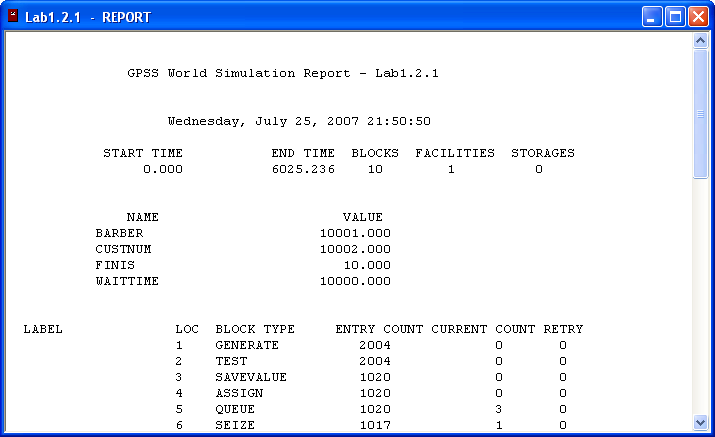 Lab1.2.1 - REPORT
GPSS World Simulation Report - Lab1.2.1
Wednesday, July 25, 2007 21:50:50
START TIME END TIME BLOCKS FACILITIES STORAGES
0.000 6025.236 10 1 0
NAME VALUE
BARBER 10001.000
CUSTNUM 10002.000
FINIS 10.000
WAITTIME 10000.000
LABEL LOC BLOCK TYPE ENTRY COUNT CURRENT COUNT RETRY
1 GENERATE 2004 0 0
2 TEST 2004 0 0
3 SAVEVALUE 1020 0 0
4 ASSIGN 1020 0 0
5 QUEUE 1020 3 0
6 SEIZE 1017 1 0